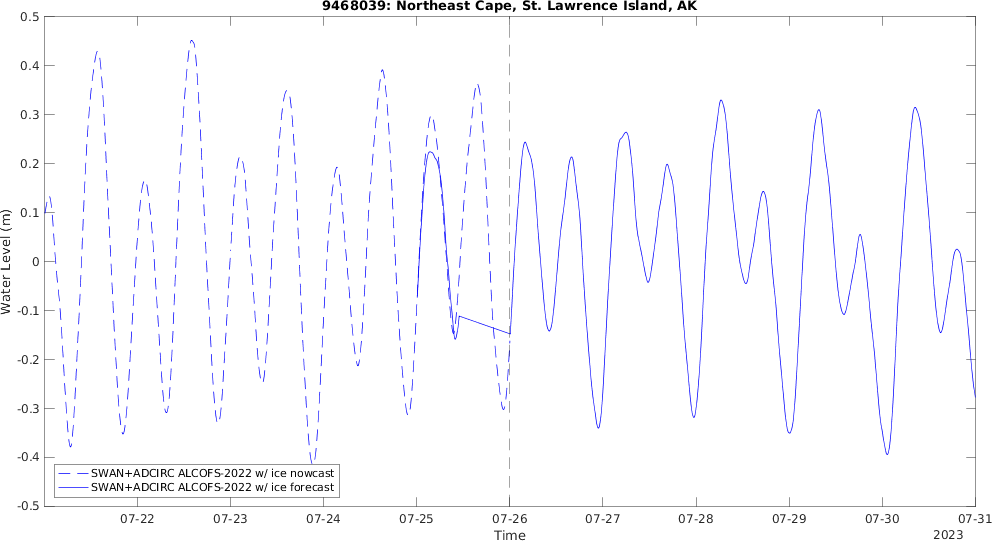 9468039: Northeast Cape, St. Lawrence Island, AK
0.5
0.4
0.3
0.2
0.1
0
-0.1
-0.2
-0.3
-0.4
-0.5
Water Level (m)
SWAN+ADCIRC ALCOFS-2022 w/ ice nowcast
SWAN+ADCIRC ALCOFS-2022 w/ ice forecast
07-22 07-23 07-24 07-25 07-26 07-27 07-28 07-29 07-30 07-31
Time
2023